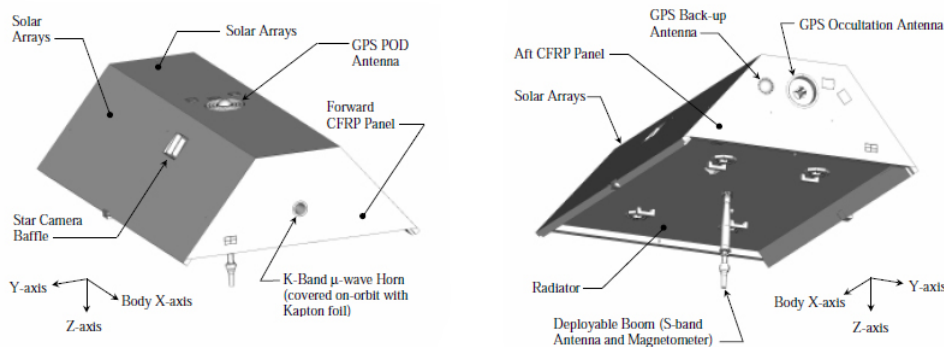 Solar
Arrays
Solar Arrays
GPS POD
Antenna
Forward
CFRP Panel
Star Camera
Baffle
K-Band μ-wave Horn
(covered on-orbit with
Kapton foil)
Y-axis
Body X-axis
Z-axis
GPS Back-up
Antenna
GPS Occultation Antenna
Aft CFRP Panel
Solar Arrays
Radiator
Deployable Boom (S-band
Antenna and Magnetometer)
Body X-axis
Y-axis
Z-axis